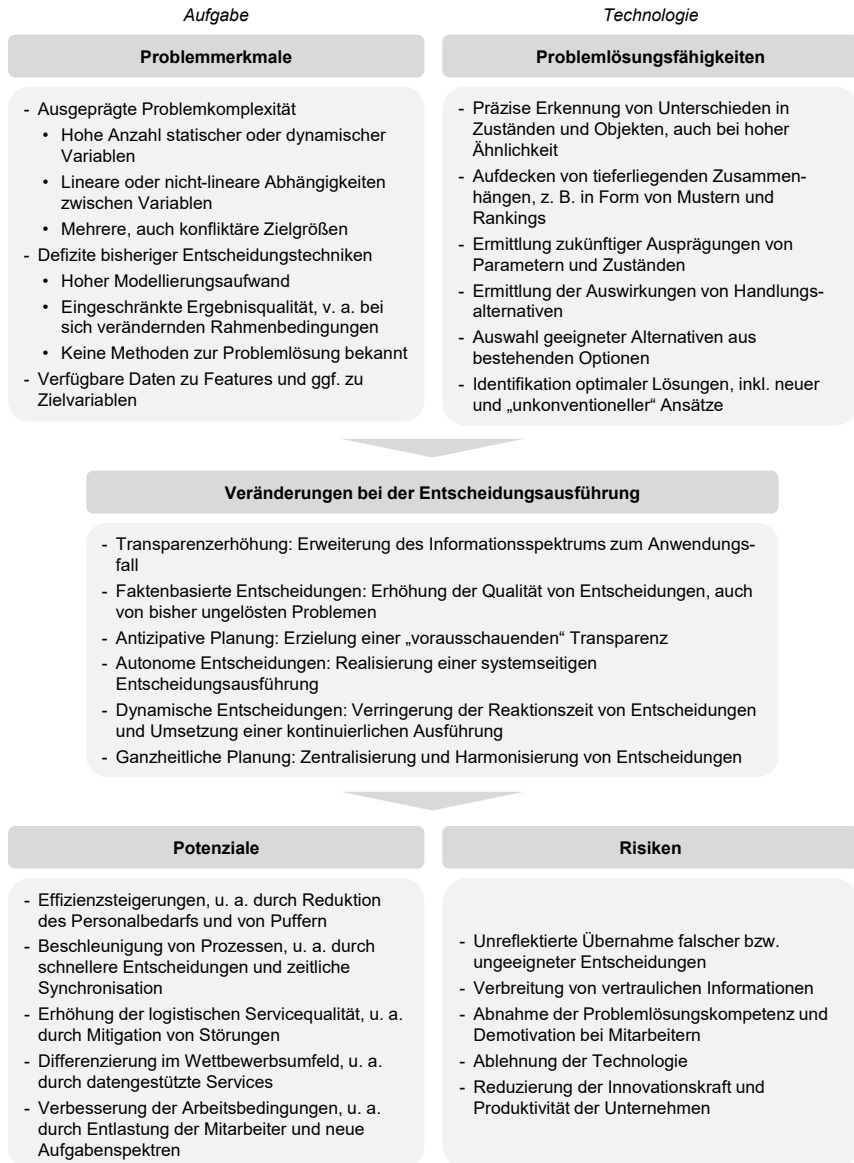 Aufgabe
Technologie
Problemmerkmale
Problemlösungsfähigkeiten
- Ausgeprägte Problemkomplexität
• Hohe Anzahl statischer oder dynamischer
Variablen
• Lineare oder nicht-lineare Abhängigkeiten
zwischen Variablen
• Mehrere, auch konfliktäre Zielgrößen
- Defizite bisheriger Entscheidungstechniken
• Hoher Modellierungsaufwand
• Eingeschränkte Ergebnisqualität, v. a. bei
sich verändernden Rahmenbedingungen
• Keine Methoden zur Problemlösung bekannt
- Verfügbare Daten zu Features und ggf. zu
Zielvariablen
- Präzise Erkennung von Unterschieden in
Zuständen und Objekten, auch bei hoher
Ähnlichkeit
- Aufdecken von tieferliegenden Zusammen-
hängen, z. B. in Form von Mustern und
Rankings
- Ermittlung zukünftiger Ausprägungen von
Parametern und Zuständen
- Ermittlung der Auswirkungen von Handlungs-
alternativen
- Auswahl geeigneter Alternativen aus
bestehenden Optionen
- Identifikation optimaler Lösungen, inkl. neuer
und „unkonventioneller“ Ansätze
Veränderungen bei der Entscheidungsausführung
- Transparenzerhöhung: Erweiterung des Informationsspektrums zum Anwendungs-
fall
- Faktenbasierte Entscheidungen: Erhöhung der Qualität von Entscheidungen, auch
von bisher ungelösten Problemen
- Antizipative Planung: Erzielung einer „vorausschauenden“ Transparenz
- Autonome Entscheidungen: Realisierung einer systemseitigen
Entscheidungsausführung
- Dynamische Entscheidungen: Verringerung der Reaktionszeit von Entscheidungen
und Umsetzung einer kontinuierlichen Ausführung
- Ganzheitliche Planung: Zentralisierung und Harmonisierung von Entscheidungen
Potenziale
Risiken
- Effizienzsteigerungen, u. a. durch Reduktion
des Personalbedarfs und von Puffern
- Beschleunigung von Prozessen, u. a. durch
schnellere Entscheidungen und zeitliche
Synchronisation
- Erhöhung der logistischen Servicequalität, u. a.
durch Mitigation von Störungen
- Differenzierung im Wettbewerbsumfeld, u. a.
durch datengestützte Services
- Verbesserung der Arbeitsbedingungen, u. a.
durch Entlastung der Mitarbeiter und neue
Aufgabenspektren
- Unreflektierte Übernahme falscher bzw.
ungeeigneter Entscheidungen
- Verbreitung von vertraulichen Informationen
- Abnahme der Problemlösungskompetenz und
Demotivation bei Mitarbeitern
- Ablehnung der Technologie
- Reduzierung der Innovationskraft und
Produktivität der Unternehmen